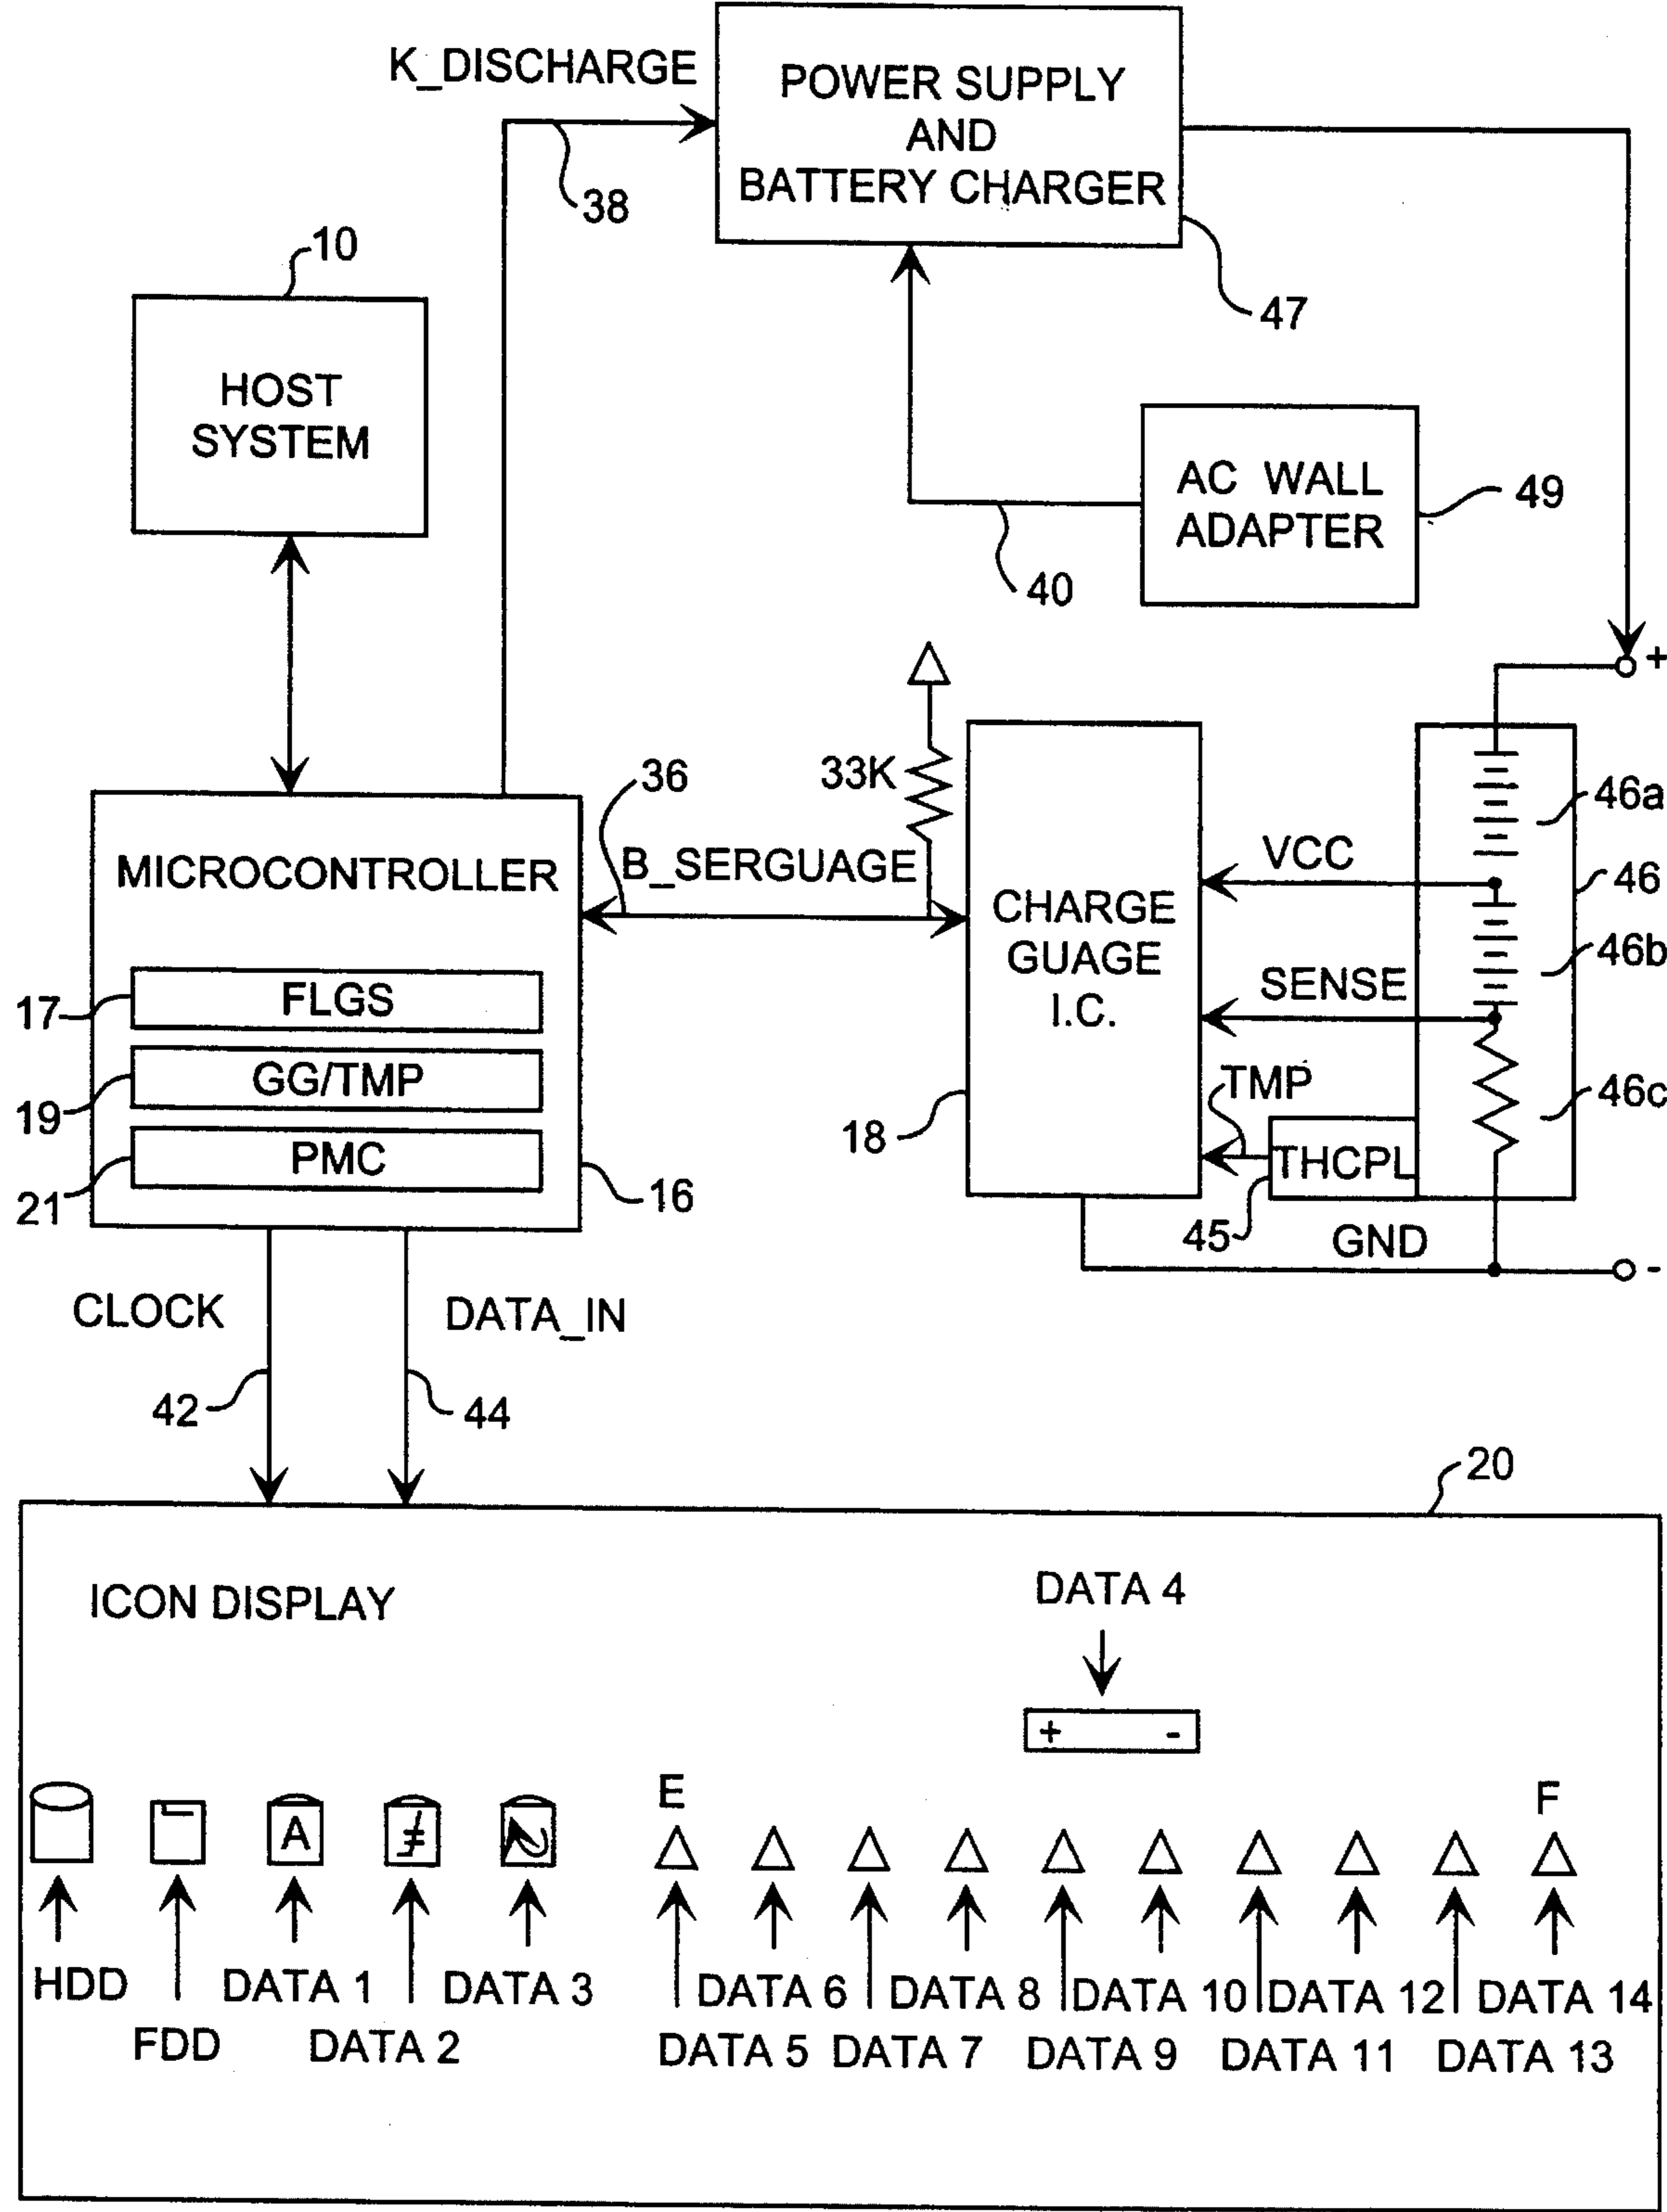 K_DISCHARGE
POWER SUPPLY
AND
BATTERY CHARGER
38
47
10
HOST
SYSTEM
AC WALL
ADAPTER
49
40
+
33K
36
B_SERGUAGE
MICROCONTROLLER
FLGS
GG/TMP
PMC
17
19
21
16
CHARGE
GUAGE
I.C.
18
VCC
SENSE
TMP
THCPL
45
GND
46a
46
46b
46c
-
CLOCK
DATA_IN
42
44
20
ICON DISPLAY
DATA 4
+ -
E
F
A
HDD
FDD
DATA 1
DATA 2
DATA 3
DATA 6
DATA 8
DATA 10
DATA 12
DATA 14
DATA 5
DATA 7
DATA 9
DATA 11
DATA 13